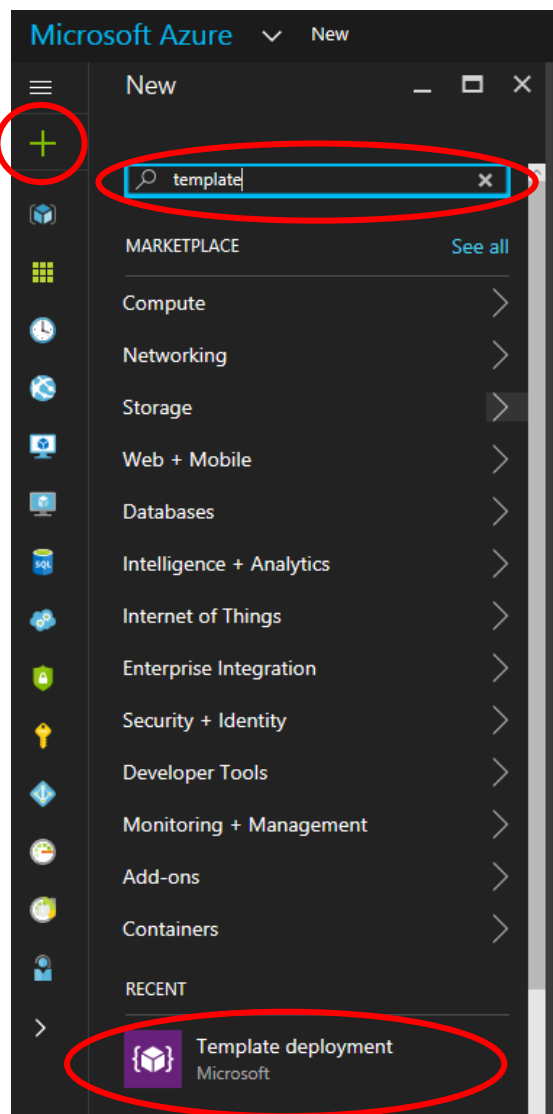 Microsoft Azure New
New
template
MARKETPLACE See all
Compute
Networking
Storage
Web + Mobile
Databases
Intelligence + Analytics
Internet of Things
Enterprise Integration
Security + Identity
Developer Tools
Monitoring + Management
Add-ons
Containers
RECENT
Template deployment
Microsoft
SQL